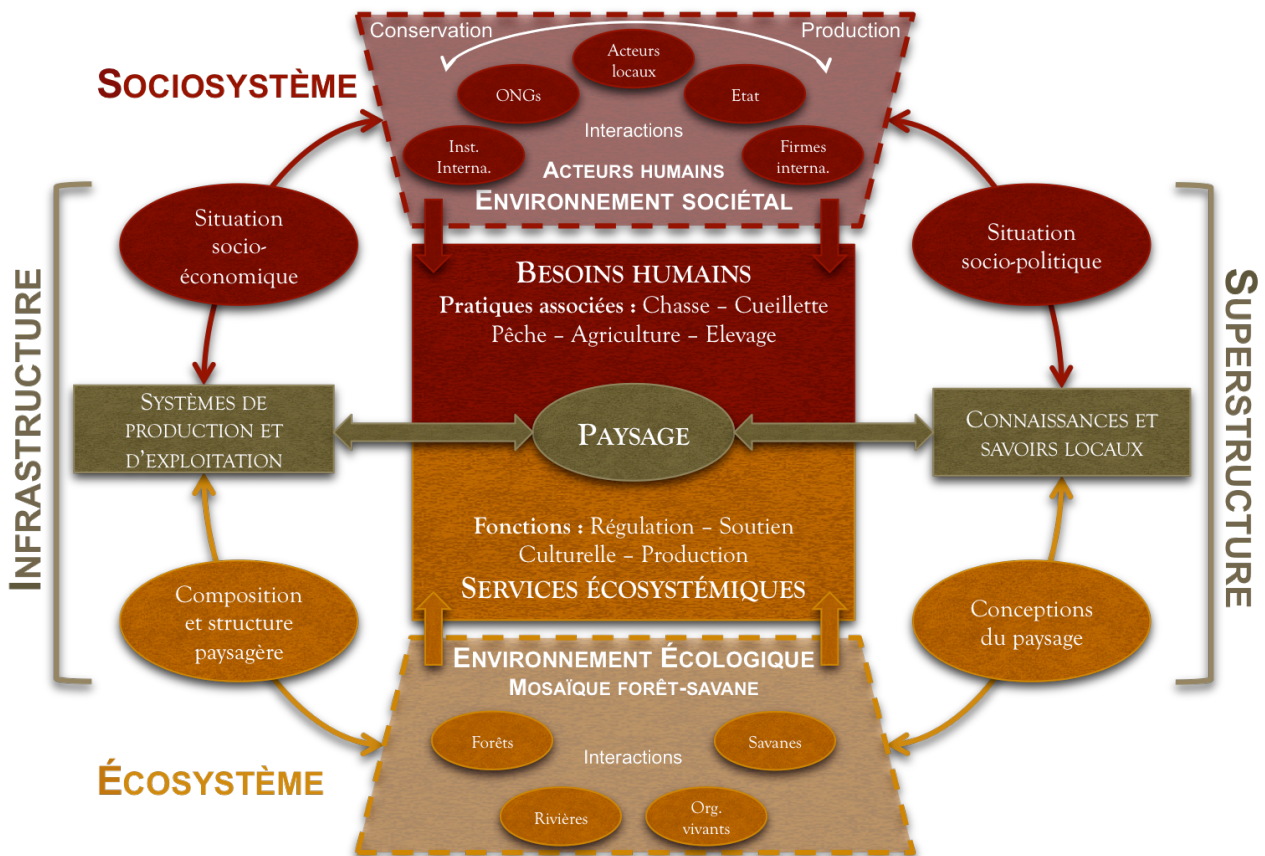 Conservation
Production
Acteurs
locaux
SOCIOSYSTÈME
ONGs
Etat
Interactions
Inst.
Interna.
Firmes
interna.
ACTEURS HUMAINS
ENVIRONNEMENT SOCIÉTAL
Situation
socio-
économique
Situation
socio-politique
BESOINS HUMAINS
Pratiques associées : Chasse – Cueillette
Pêche – Agriculture – Elevage
INFRASTRUCTURE
SUPERSTRUCTURE
SYSTÈMES DE
PRODUCTION ET
D'EXPLOITATION
PAYSAGE
CONNAISSANCES ET
SAVOIRS LOCAUX
Fonctions : Régulation – Soutien
Culturelle – Production
SERVICES ÉCOSYSTÉMIQUES
Composition
et structure
paysagère
Conceptions
du paysage
ENVIRONNEMENT ÉCOLOGIQUE
MOSAÏQUE FORÊT-SAVANE
Forêts
Savanes
Interactions
ÉCOSYSTÈME
Rivières
Org.
vivants